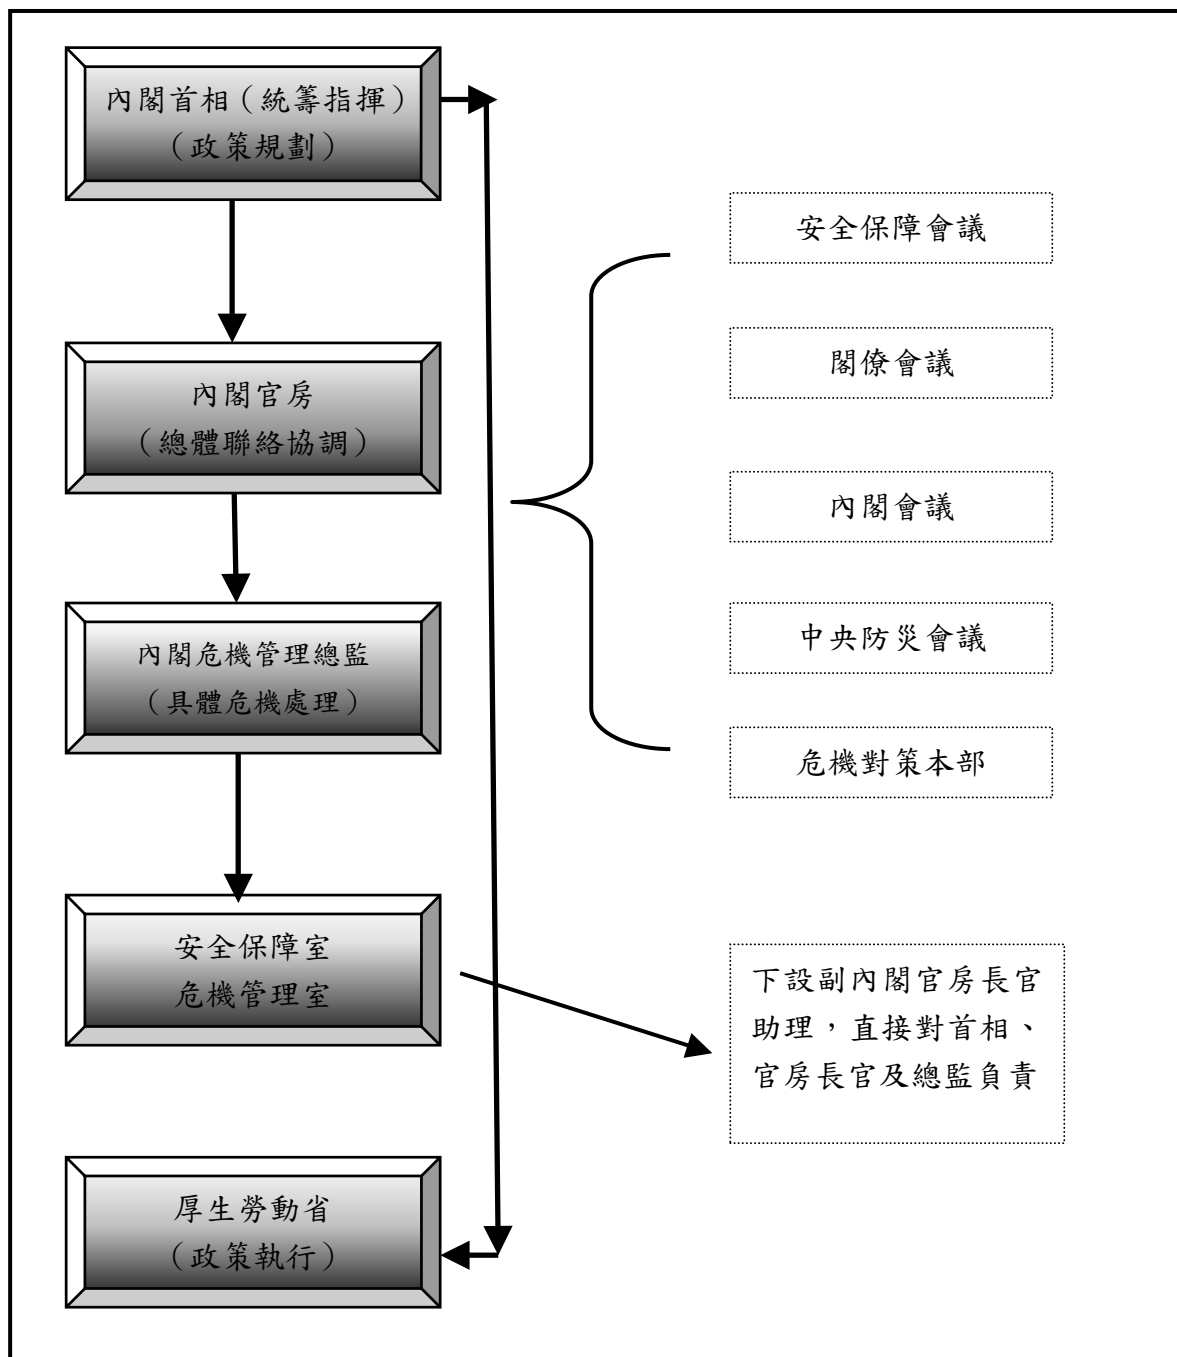 內閣首相（統籌指揮）
（政策規劃）
內閣官房
（總體聯絡協調）
內閣危機管理總監
（具體危機處理）
安全保障室
危機管理室
厚生勞動省
（政策執行）
安全保障會議
閣僚會議
內閣會議
中央防災會議
危機對策本部
下設副內閣官房長官
助理，直接對首相、
官房長官及總監負責